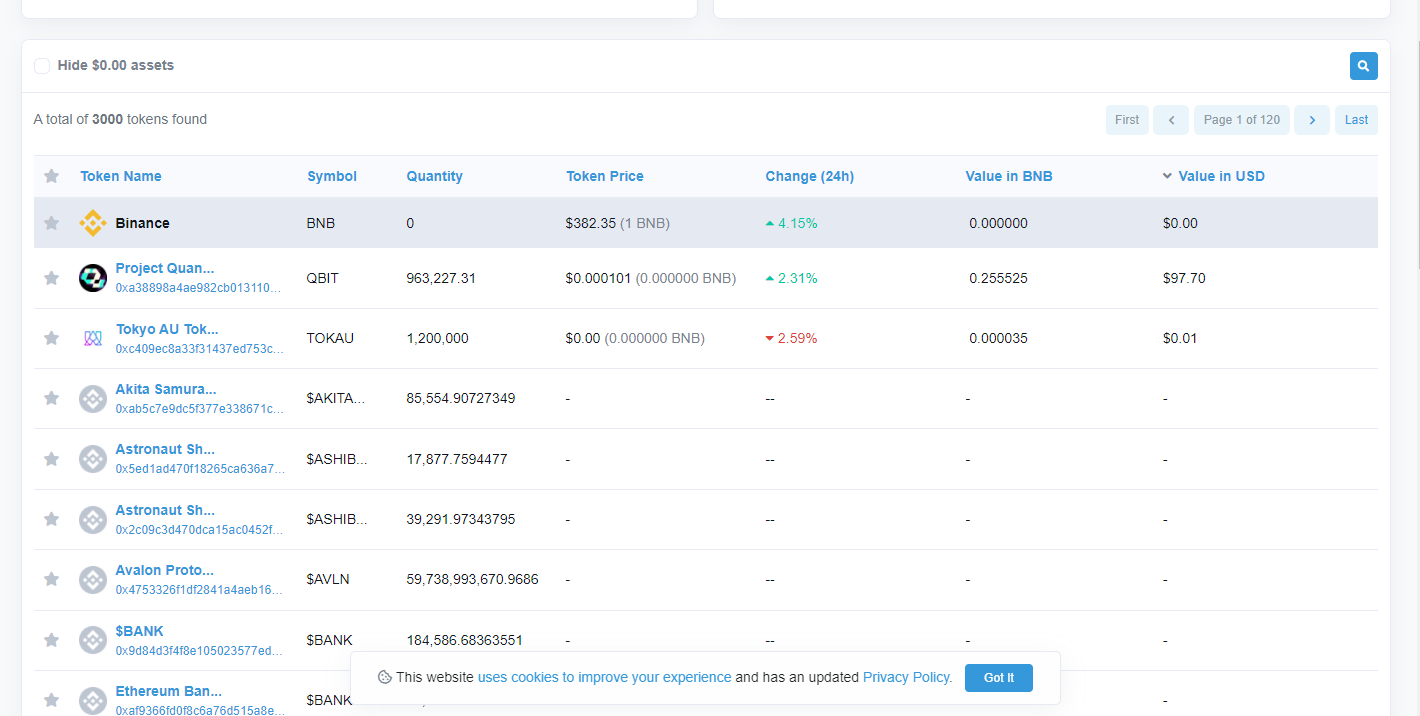 Hide $0.00 assets
A total of 3000 tokens found
First
Page 1 of 120
Last
Token Name Symbol Quantity Token Price Change (24h) Value in BNB Value in USD
Binance BNB 0 $382.35 (1 BNB) 4.15% 0.000000 $0.00
Project Quan...
0xa38898a4ae982cb013110...
QBIT 963,227.31 $0.000101 (0.000000 BNB) 2.31% 0.255525 $97.70
Tokyo AU Tok...
0xc409ec8a33f31437ed753c...
TOKAU 1,200,000 $0.00 (0.000000 BNB) 2.59% 0.000035 $0.01
Akita Samura...
0xab5c7e9dc5f377e338671c...
$AKITA... 85,554.90727349 - -- - -
Astronaut Sh...
0x5ed1ad470f18265ca636a7...
$ASHIB... 17,877.7594477 - -- - -
Astronaut Sh...
0x2c09c3d470dca15ac0452f...
$ASHIB... 39,291.97343795 - -- - -
Avalon Proto...
0x4753326f1df2841a4aeb16...
$AVLN 59,738,993,670.9686 - -- - -
$BANK
0x9d84d3f4f8e105023577ed...
$BANK 184,586.68363551 - -- - -
Ethereum Ban...
0xaf9366fd0f8c6a76d515a8e...
$BANK -
This website uses cookies to improve your experience and has an updated Privacy Policy.
Got It